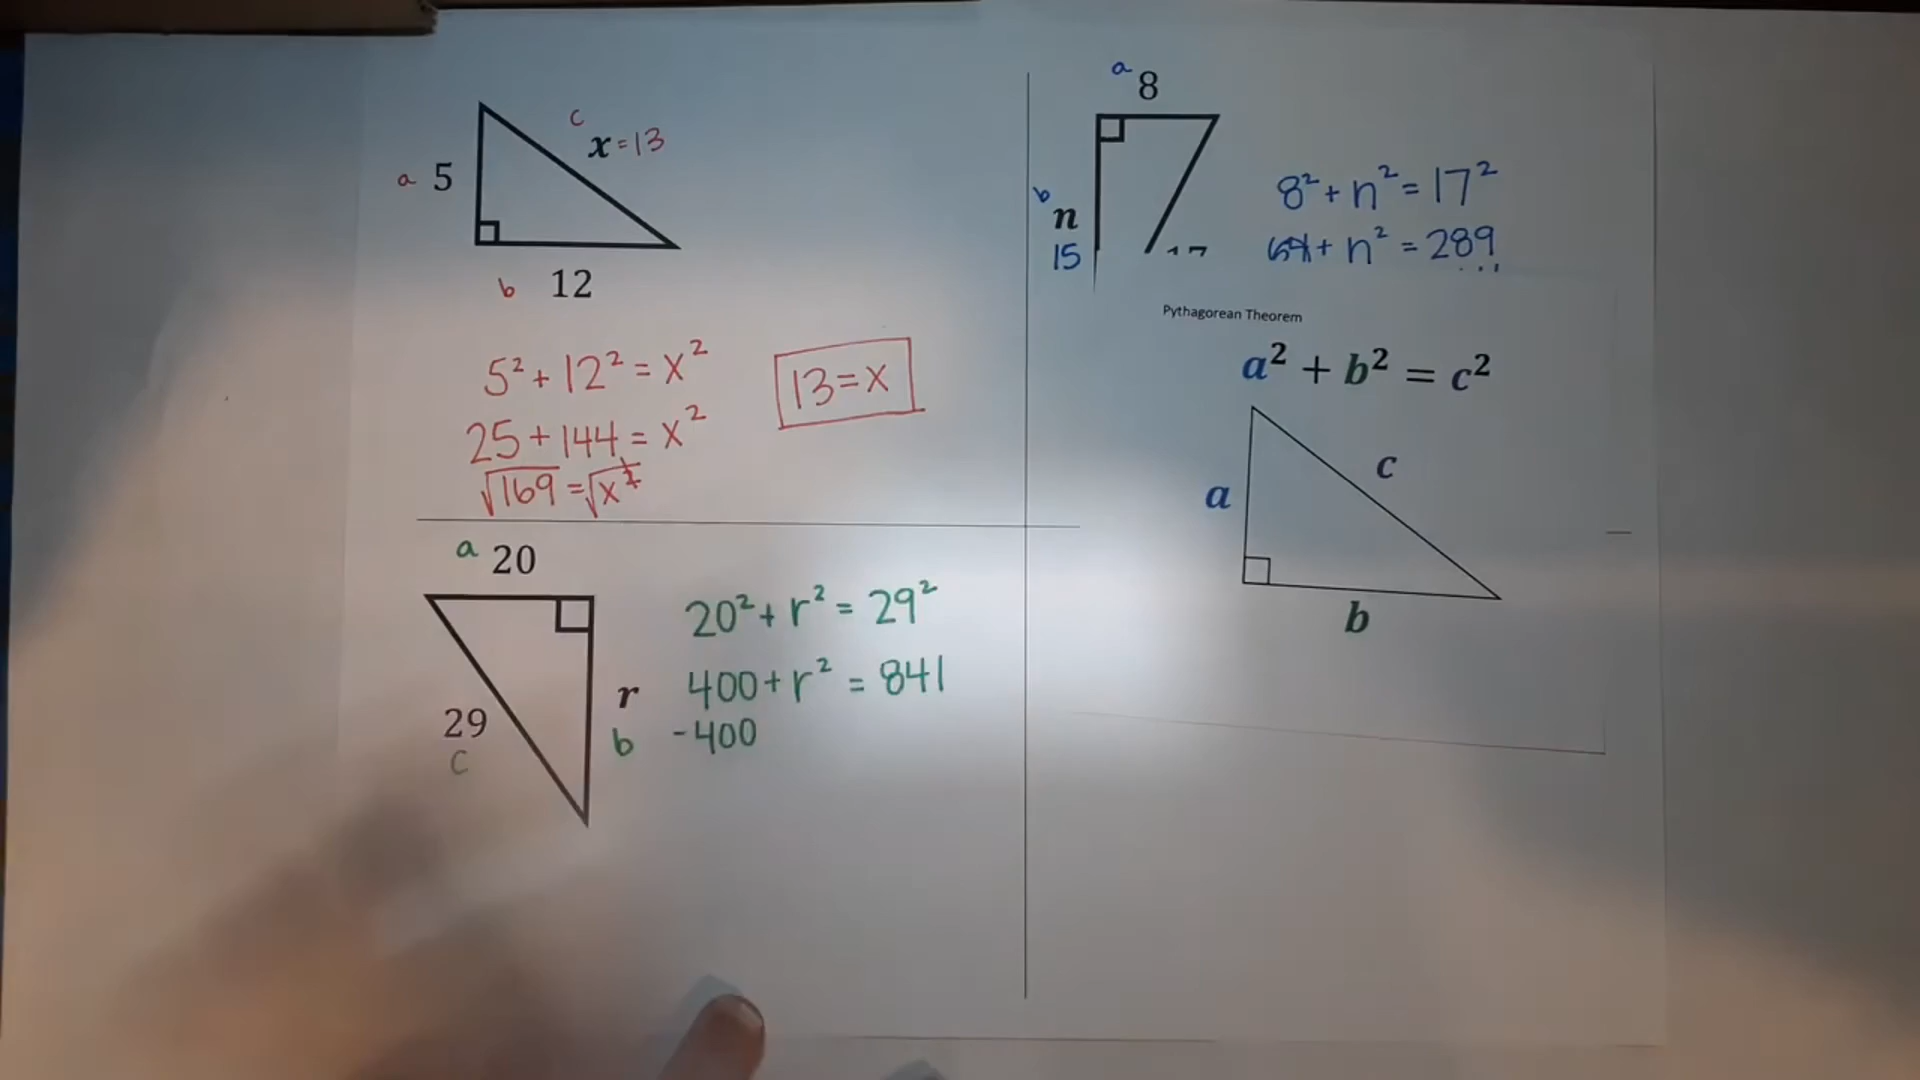 c
x = 13
a 5
b 12
5² + 12² = x²
25 + 144 = x²
√169 = √x²
13 = x
a 8
b
n
15
8² + n² = 17²
64 + n² = 289
Pythagorean Theorem
a² + b² = c²
c
a
b
a 20
29
c
r
b
20² + r² = 29²
400 + r² = 841
-400